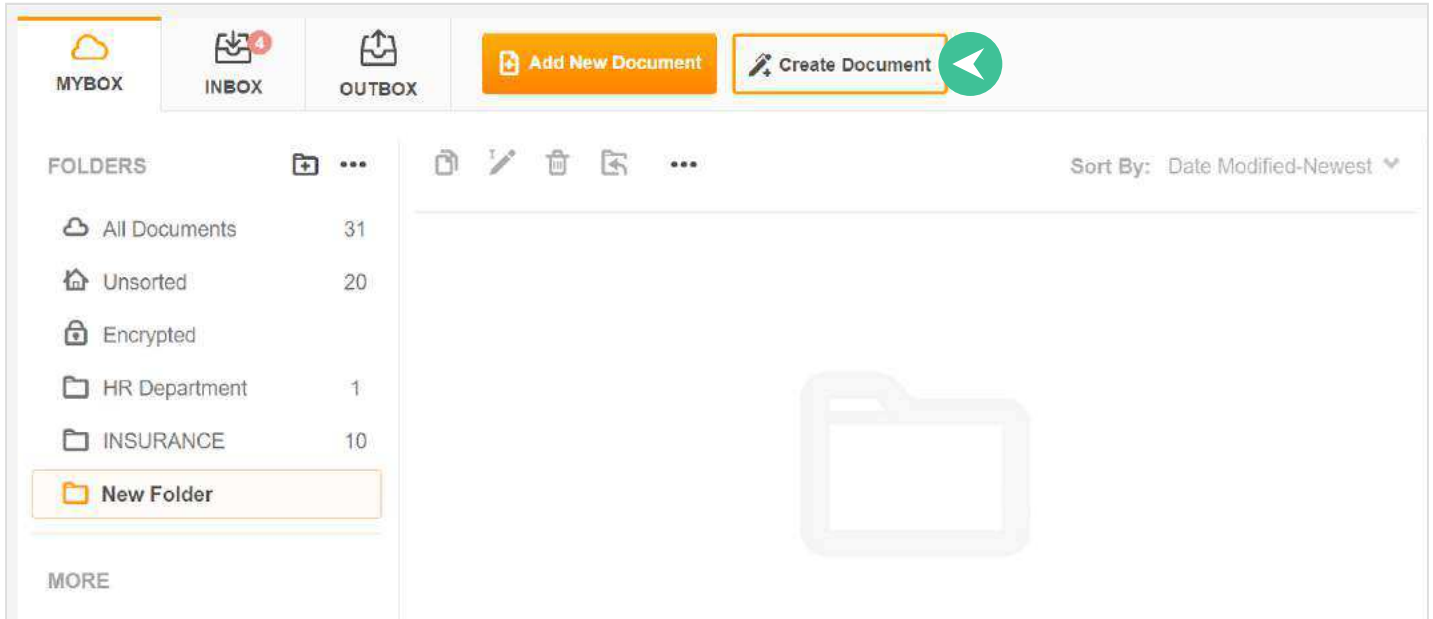 MYBOX
INBOX
4
OUTBOX
Add New Document
Create Document
FOLDERS
Sort By: Date Modified-Newest
All Documents 31
Unsorted 20
Encrypted
HR Department 1
INSURANCE 10
New Folder
MORE